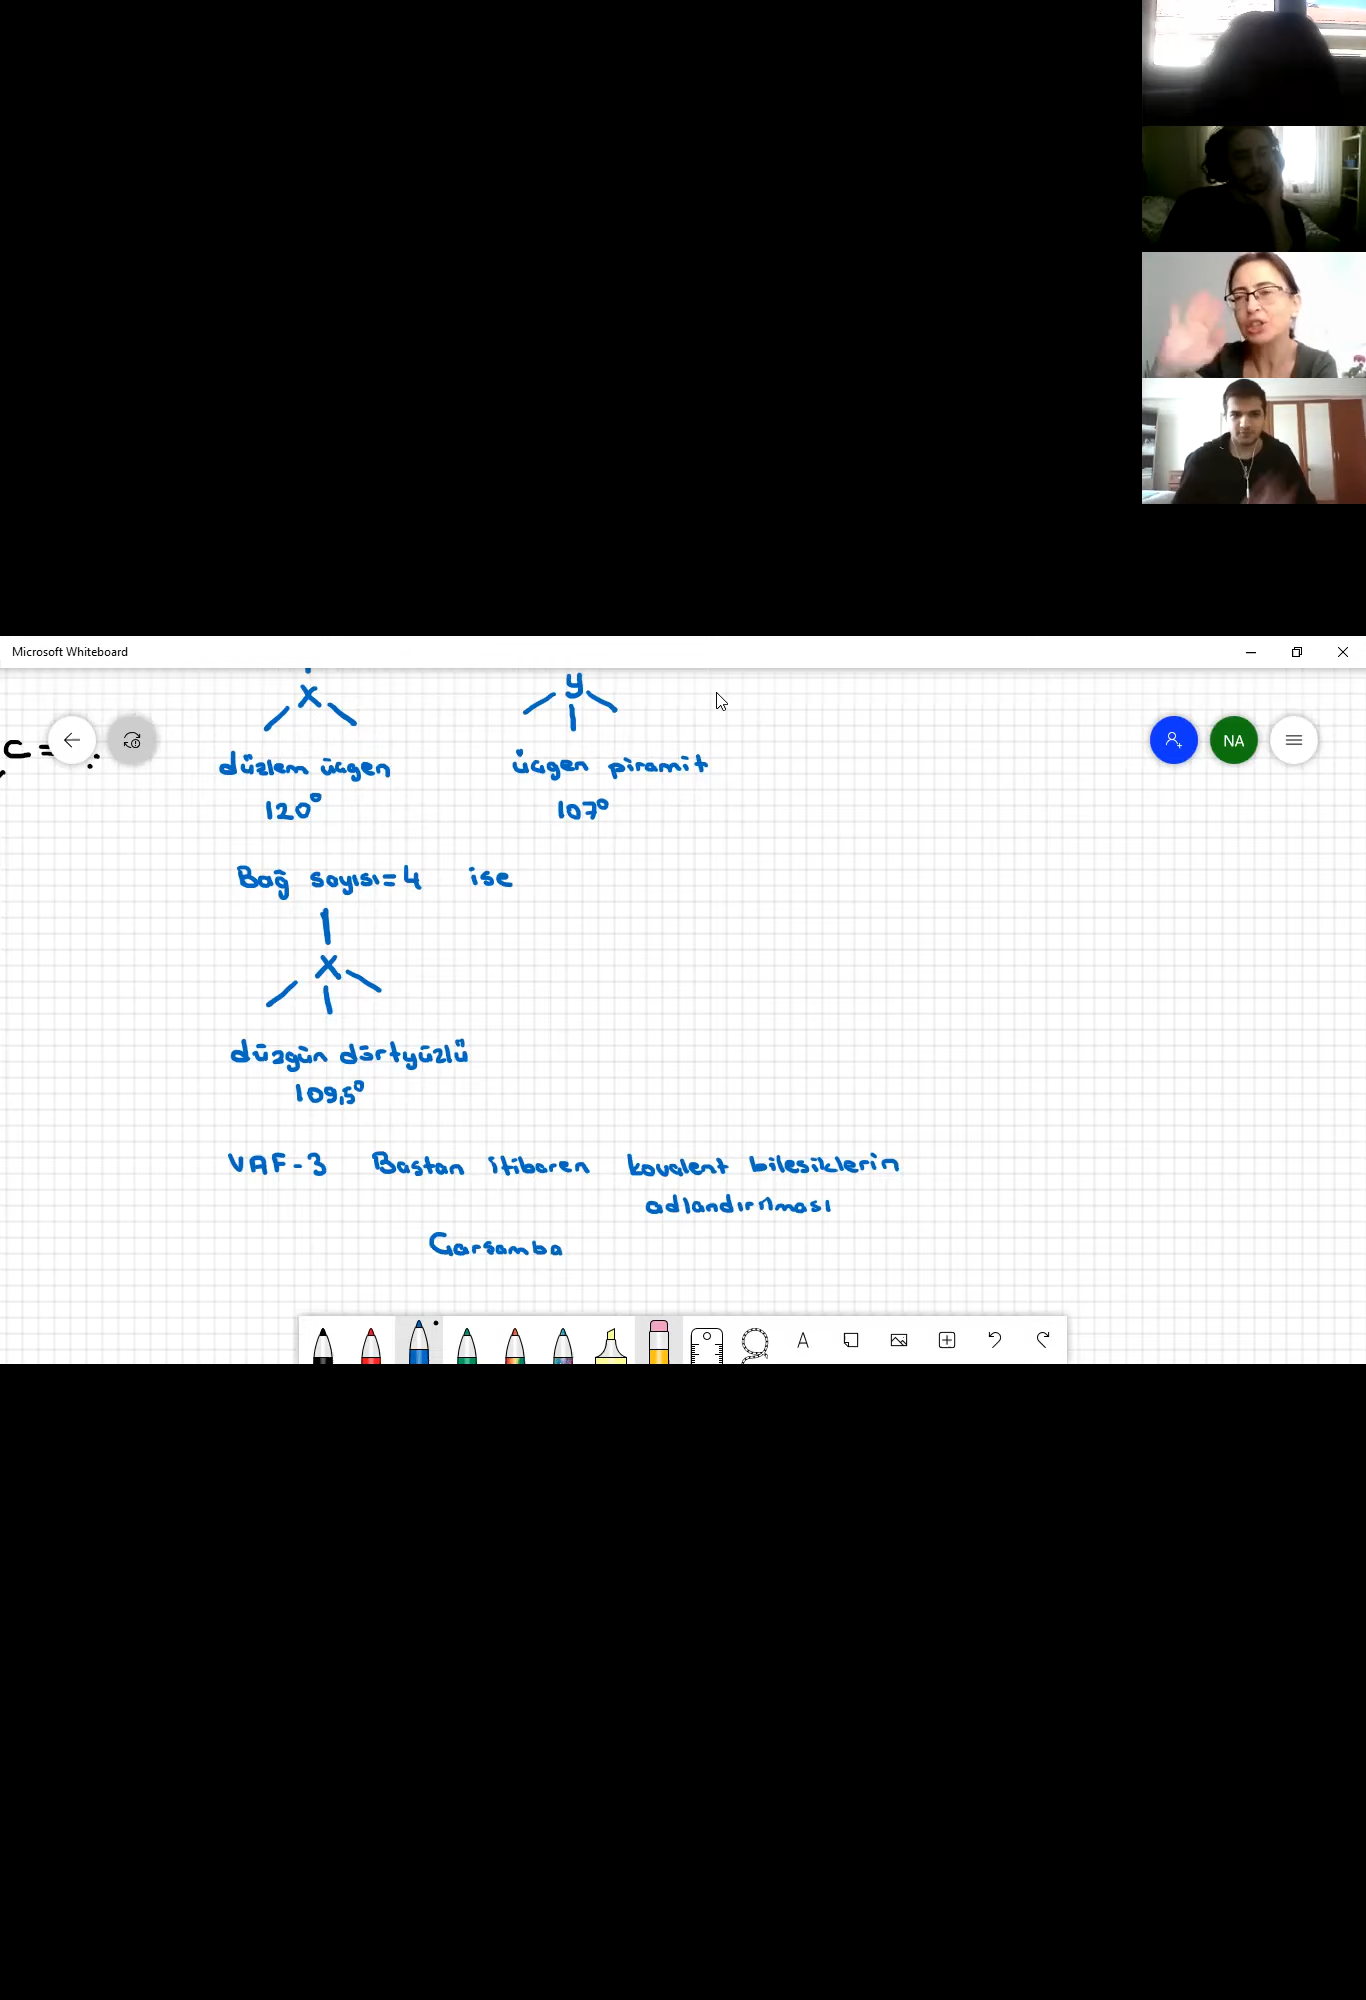 Microsoft Whiteboard
x
y
C =
NA
düzlem üçgen
üçgen piramit
120°
107°
Bağ sayısı=4 ise
x
düzgün dörtyüzlü
109,5°
VAF-3 Baştan itibaren kovalent bileşiklerin
adlandırılması
Çarşamba
A